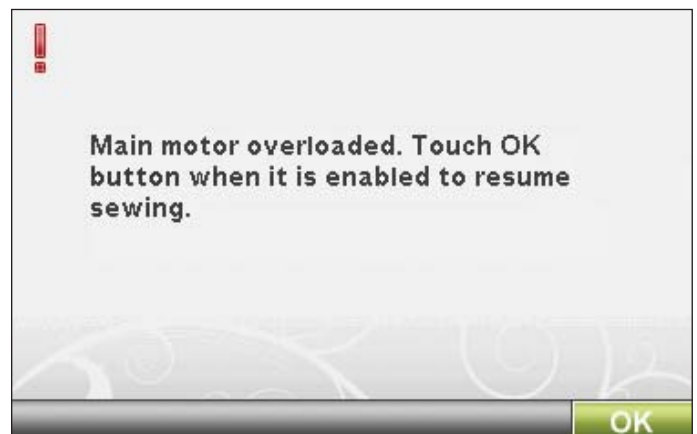 Main motor overloaded. Touch OK
button when it is enabled to resume
sewing.
OK